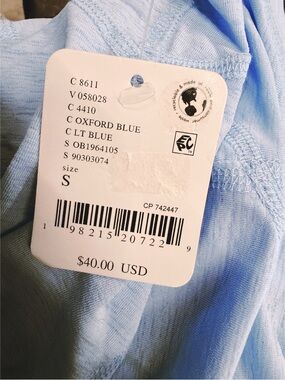 C 8611
V 058028
C 4410
C OXFORD BLUE
C LT BLUE
S OB1964105
S 90303074
size
S
CP 742447
1 98215 20722 9
$40.00 USD